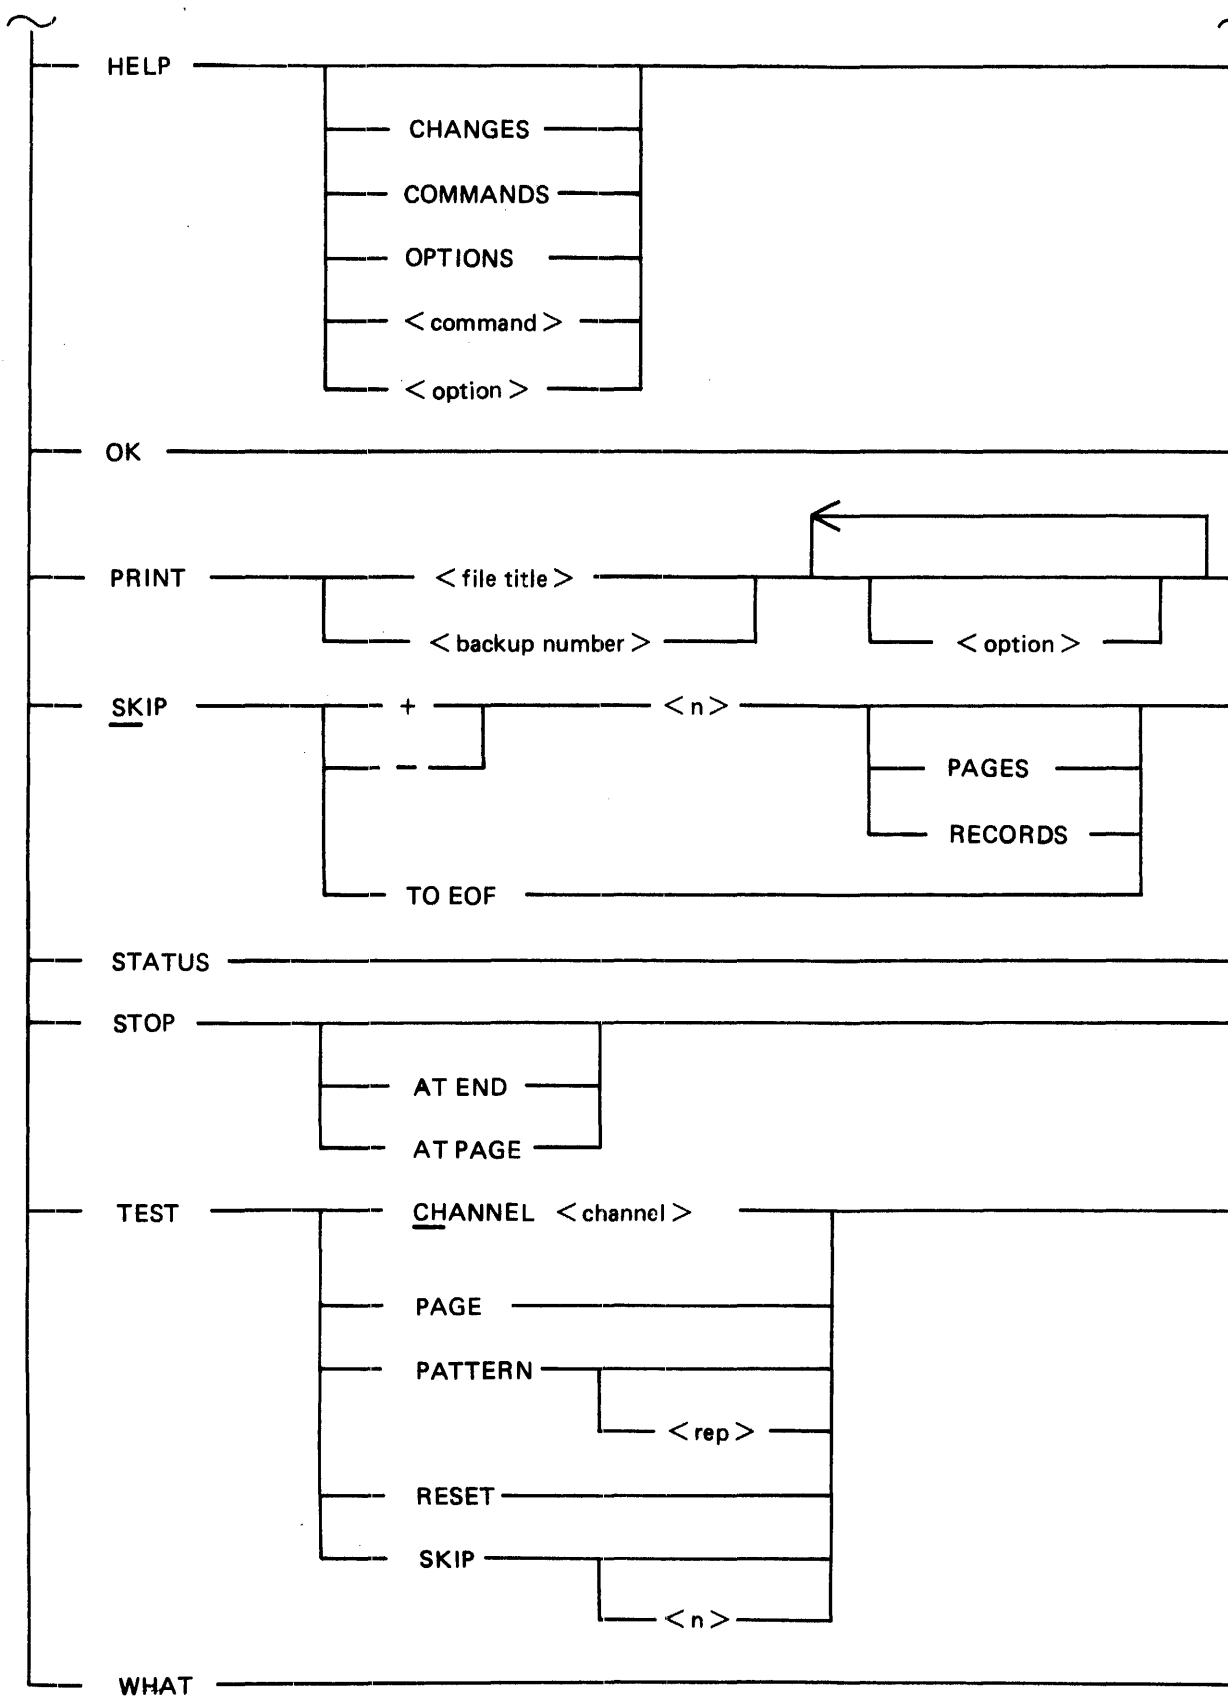 HELP
CHANGES
COMMANDS
OPTIONS
<command>
<option>
OK
PRINT <file title>
<backup number> <option>
SKIP + <n>
- PAGES
RECORDS
TO EOF
STATUS
STOP
AT END
AT PAGE
TEST CHANNEL <channel>
PAGE
PATTERN
<rep>
RESET
SKIP
<n>
WHAT